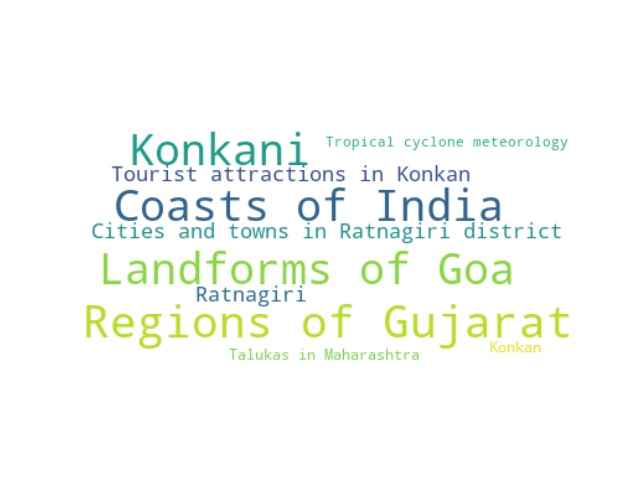 Konkani
Tropical cyclone meteorology
Tourist attractions in Konkan
Coasts of India
Cities and towns in Ratnagiri district
Landforms of Goa
Ratnagiri
Regions of Gujarat
Konkan
Talukas in Maharashtra